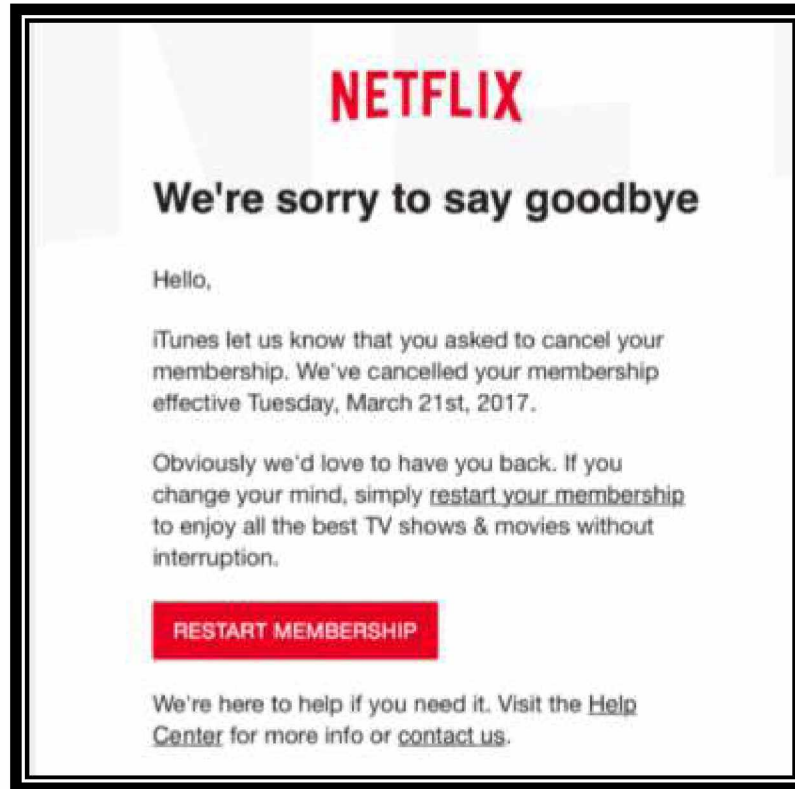 NETFLIX
We're sorry to say goodbye
Hello,
iTunes let us know that you asked to cancel your
membership. We've cancelled your membership
effective Tuesday, March 21st, 2017.
Obviously we'd love to have you back. If you
change your mind, simply restart your membership
to enjoy all the best TV shows & movies without
interruption.
RESTART MEMBERSHIP
We're here to help if you need it. Visit the Help
Center for more info or contact us.